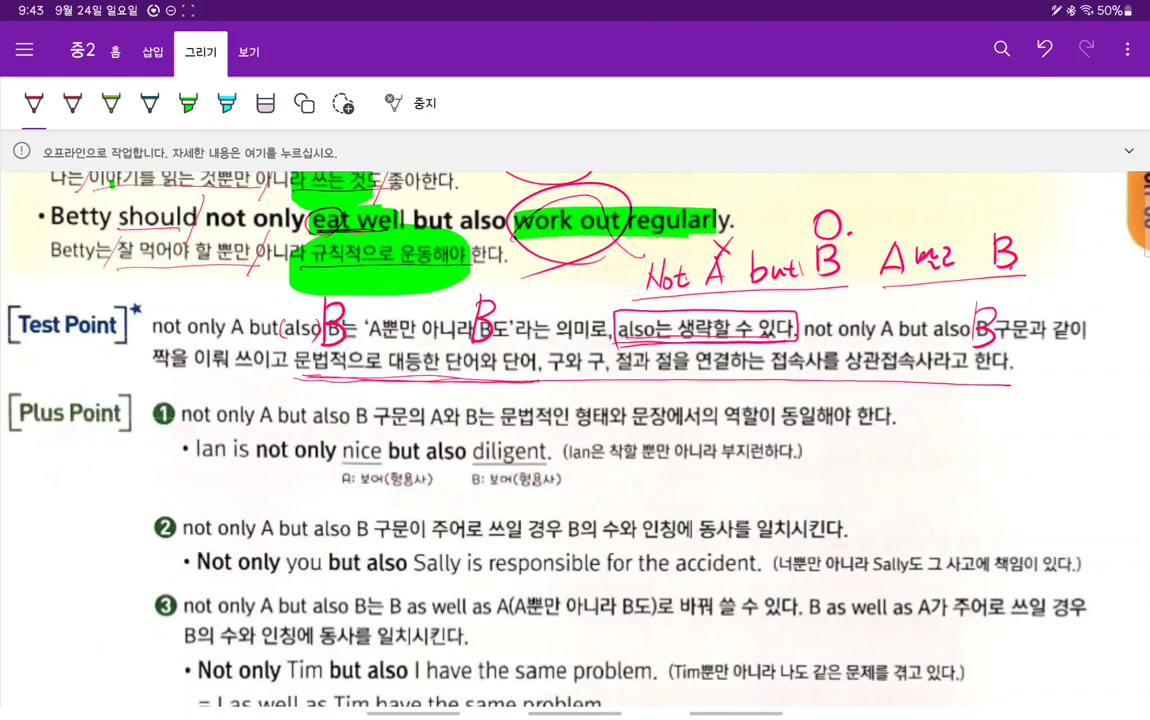 9:43 9월 24일 일요일 50%
중2 홈 삽입 그리기 보기
중지
오프라인으로 작업합니다. 자세한 내용은 여기를 누르십시오.
나는 이야기를 읽는 것뿐만 아니라 쓰는 것도 좋아한다.
• Betty should not only eat well but also work out regularly.
Betty는 잘 먹어야 할 뿐만 아니라 규칙적으로 운동해야 한다.
X O.
Not A but B A 말고 B
[Test Point]* not only A but (also) B는 ‘A뿐만 아니라 B도’라는 의미로, also는 생략할 수 있다. not only A but also B 구문과 같이
짝을 이뤄 쓰이고 문법적으로 대등한 단어와 단어, 구와 구, 절과 절을 연결하는 접속사를 상관접속사라고 한다.
[Plus Point] 1 not only A but also B 구문의 A와 B는 문법적인 형태와 문장에서의 역할이 동일해야 한다.
• Ian is not only nice but also diligent. (Ian은 착할 뿐만 아니라 부지런하다.)
A: 보어(형용사) B: 보어(형용사)
2 not only A but also B 구문이 주어로 쓰일 경우 B의 수와 인칭에 동사를 일치시킨다.
• Not only you but also Sally is responsible for the accident. (너뿐만 아니라 Sally도 그 사고에 책임이 있다.)
3 not only A but also B는 B as well as A(A뿐만 아니라 B도)로 바꿔 쓸 수 있다. B as well as A가 주어로 쓰일 경우
B의 수와 인칭에 동사를 일치시킨다.
• Not only Tim but also I have the same problem. (Tim뿐만 아니라 나도 같은 문제를 겪고 있다.)
= I as well as Tim have the same problem.